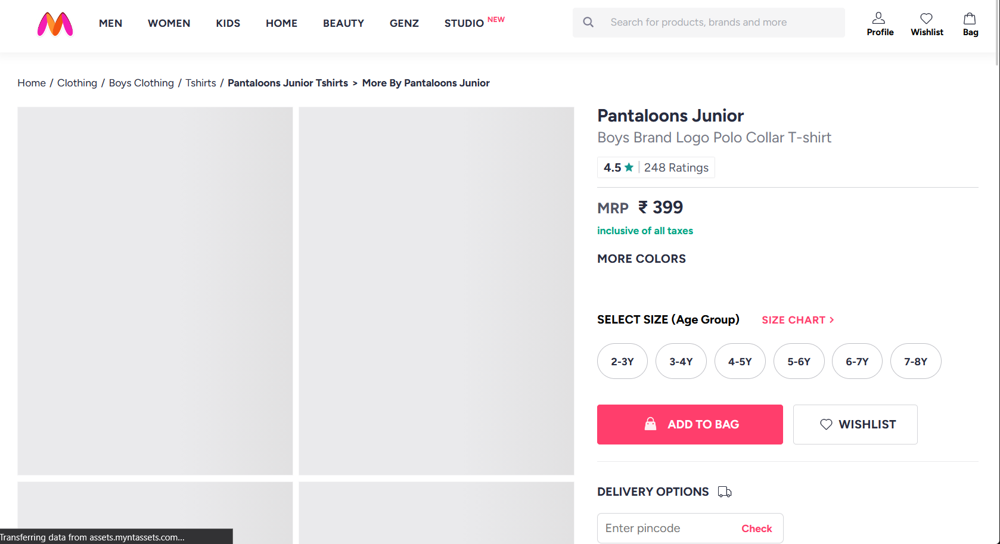 MEN WOMEN KIDS HOME BEAUTY GENZ STUDIO NEW
Search for products, brands and more
Profile Wishlist Bag
Home / Clothing / Boys Clothing / Tshirts / Pantaloons Junior Tshirts > More By Pantaloons Junior
Pantaloons Junior
Boys Brand Logo Polo Collar T-shirt
4.5 ★ | 248 Ratings
MRP ₹ 399
inclusive of all taxes
MORE COLORS
SELECT SIZE (Age Group) SIZE CHART >
2-3Y 3-4Y 4-5Y 5-6Y 6-7Y 7-8Y
ADD TO BAG WISHLIST
DELIVERY OPTIONS
Enter pincode Check
Transferring data from assets.myntassets.com...